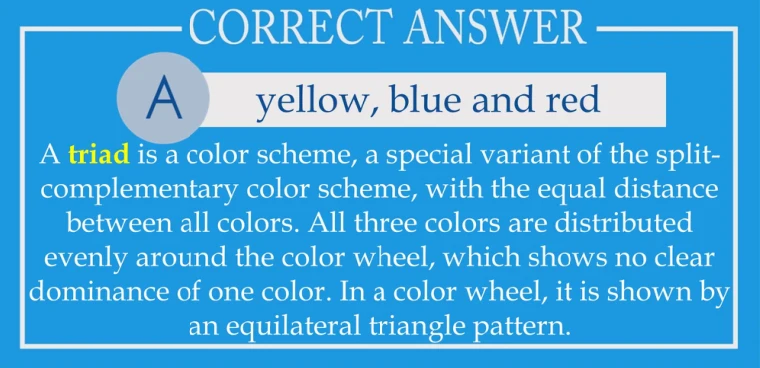 CORRECT ANSWER
A
yellow, blue and red
A triad is a color scheme, a special variant of the split-
complementary color scheme, with the equal distance
between all colors. All three colors are distributed
evenly around the color wheel, which shows no clear
dominance of one color. In a color wheel, it is shown by
an equilateral triangle pattern.